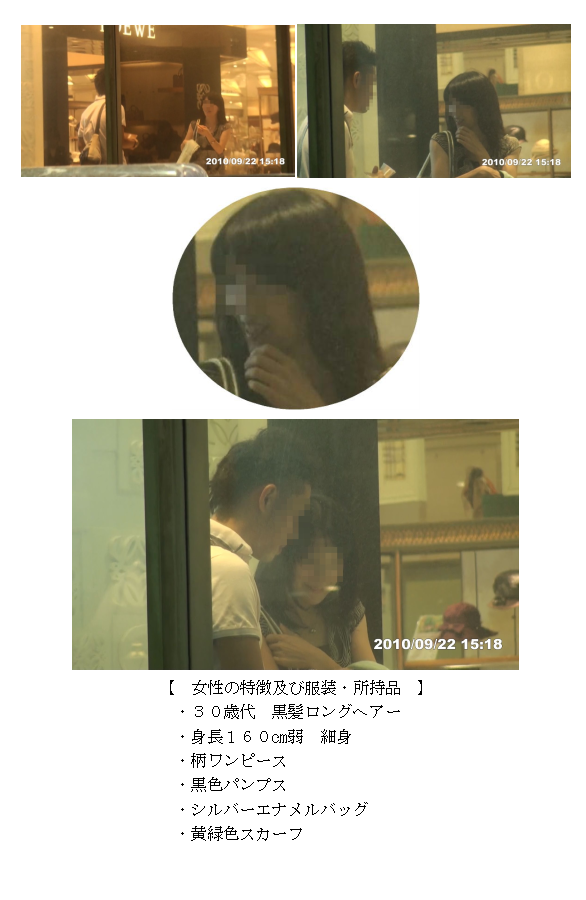 LOEWE
2010/09/22 15:18
2010/09/22 15:18
2010/09/22 15:18
【　女性の特徴及び服装・所持品　】
・３０歳代　黒髪ロングヘアー
・身長１６０㎝弱　細身
・柄ワンピース
・黒色パンプス
・シルバーエナメルバッグ
・黄緑色スカーフ